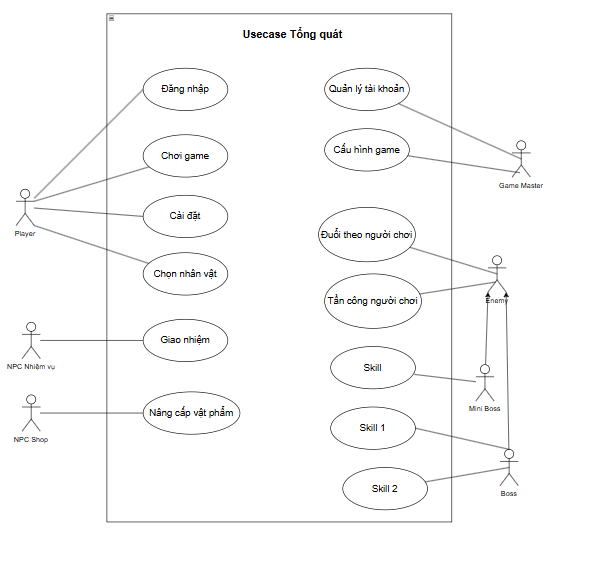 Usecase Tổng quát
Đăng nhập
Quản lý tài khoản
Chơi game
Cấu hình game
Game Master
Cài đặt
Player
Đuổi theo người chơi
Chọn nhân vật
Enemy
Tấn công người chơi
Giao nhiệm
NPC Nhiệm vụ
Skill
Mini Boss
Nâng cấp vật phẩm
NPC Shop
Skill 1
Skill 2
Boss